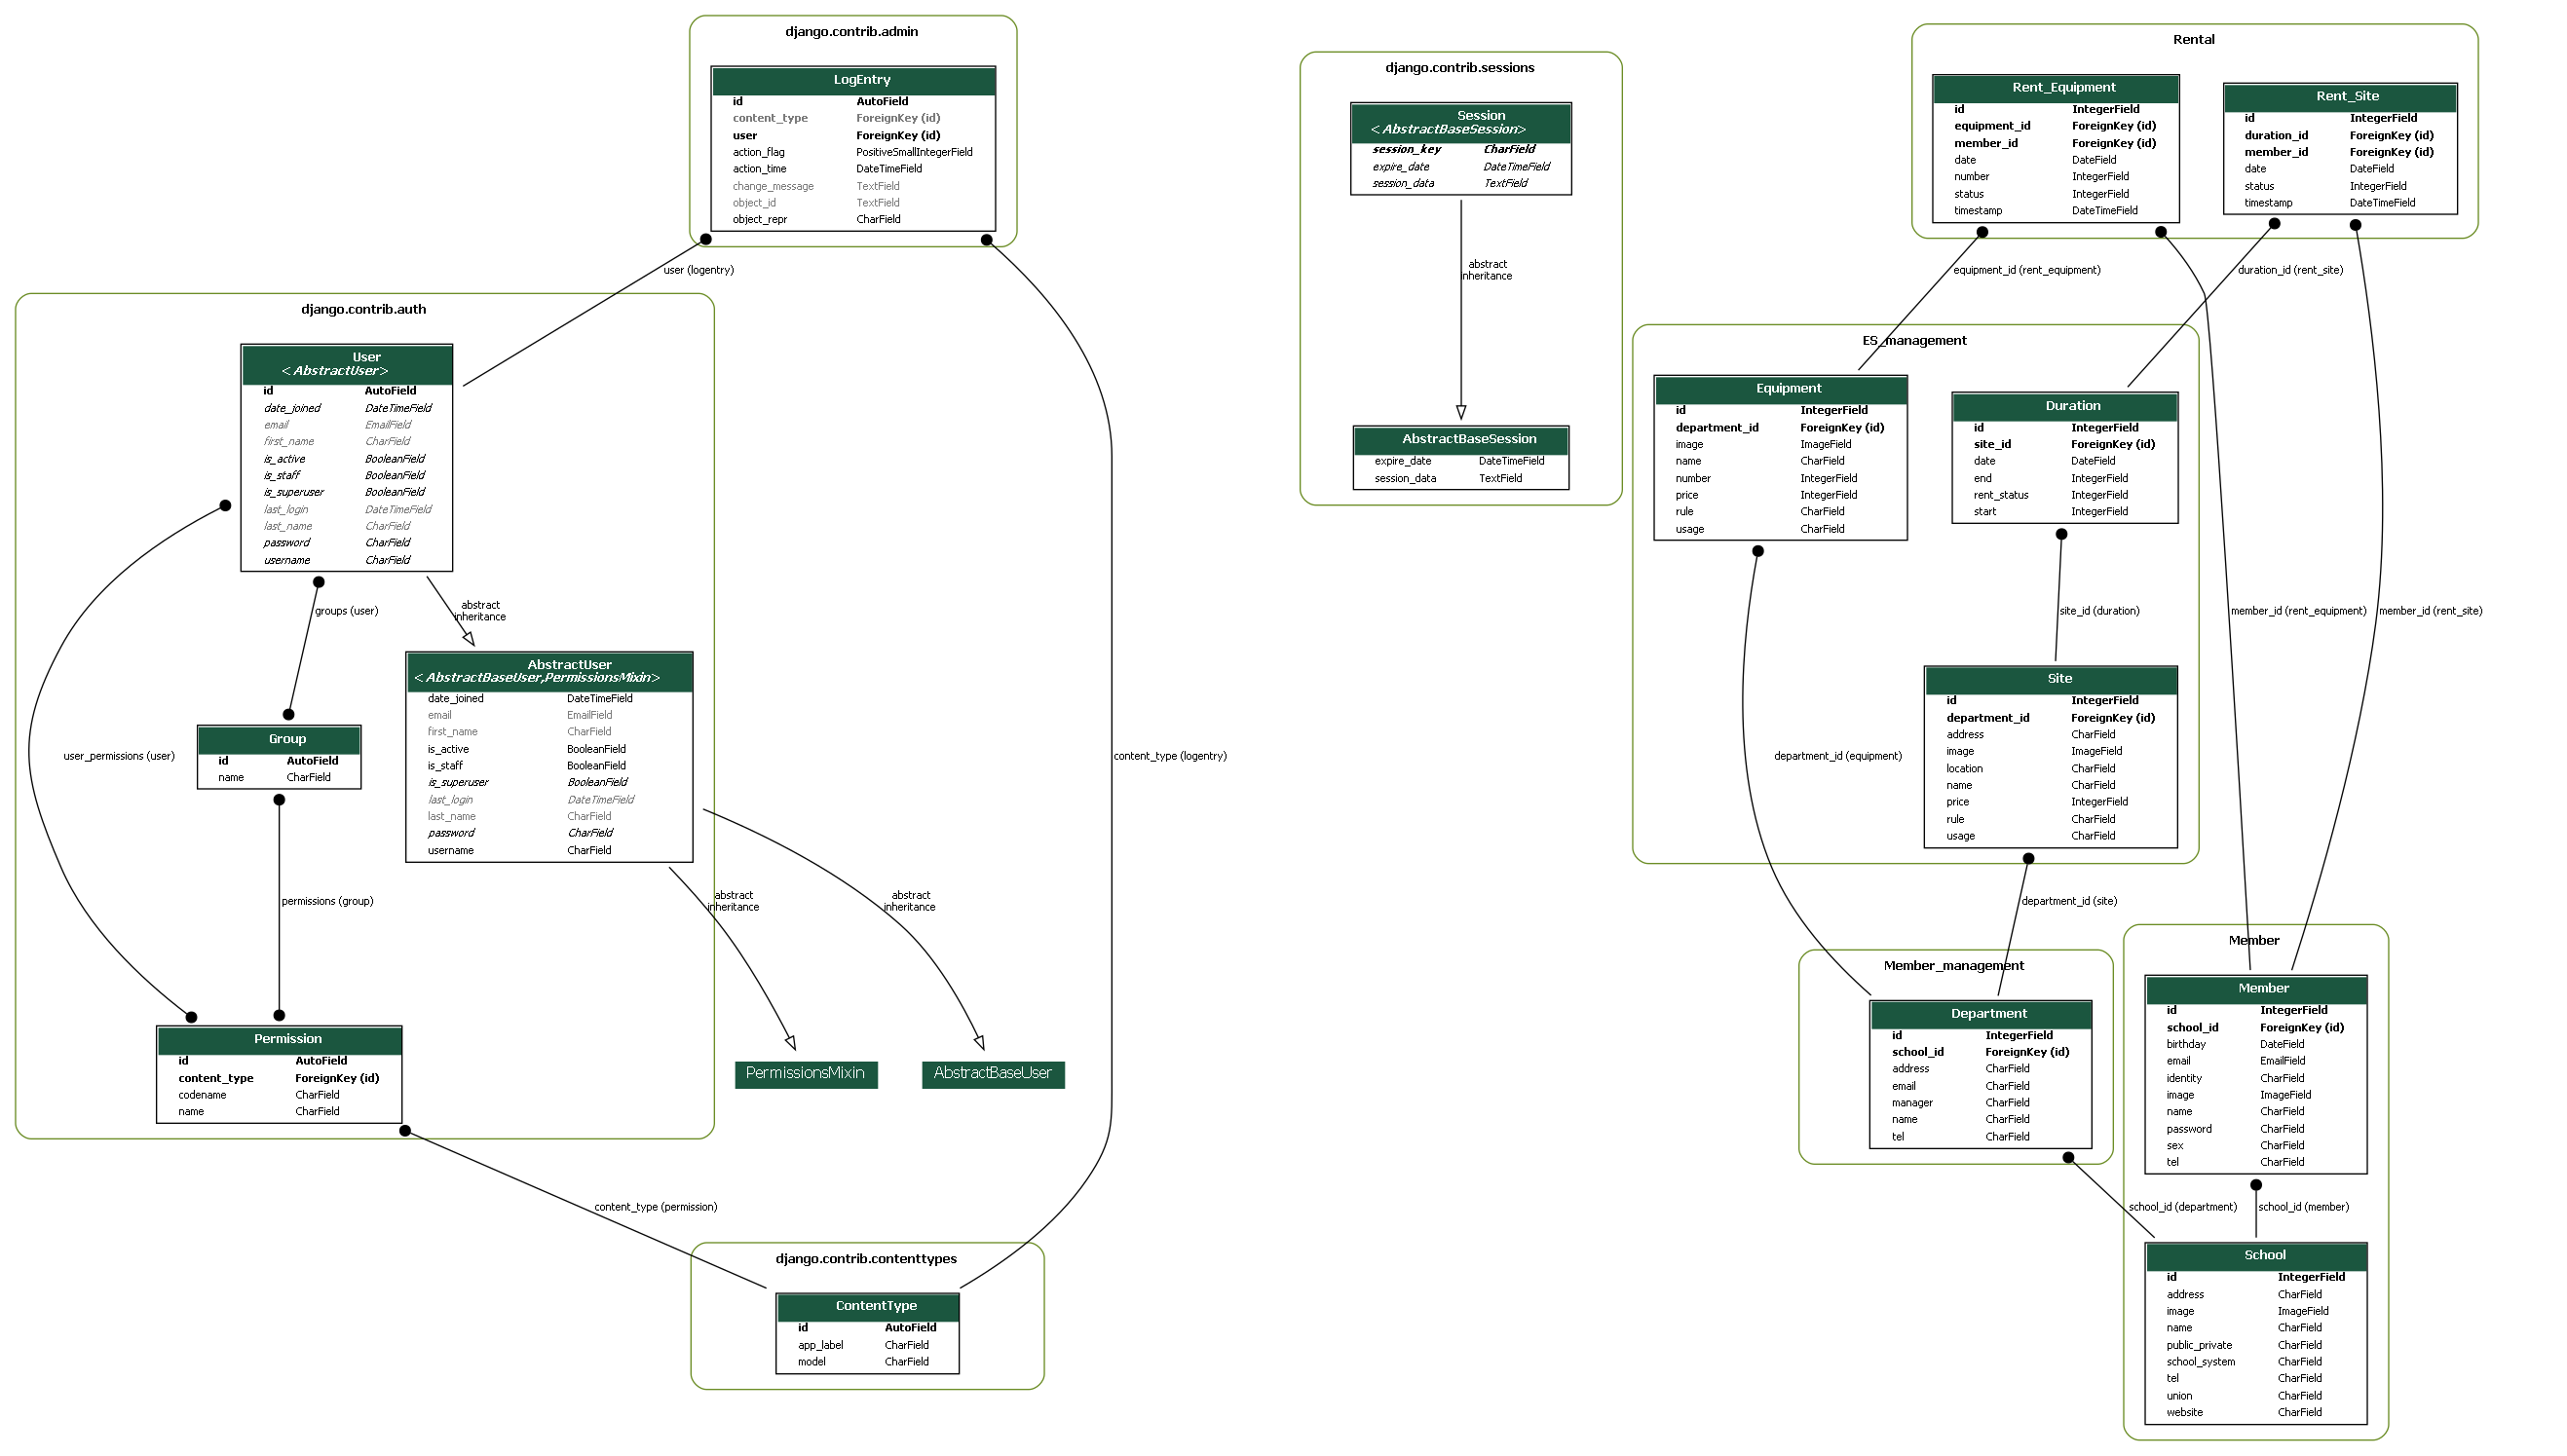 django.contrib.admin
LogEntry
id AutoField
content_type ForeignKey (id)
user ForeignKey (id)
action_flag PositiveSmallIntegerField
action_time DateTimeField
change_message TextField
object_id TextField
object_repr CharField
user (logentry)
content_type (logentry)
django.contrib.auth
User
<AbstractUser>
id AutoField
date_joined DateTimeField
email EmailField
first_name CharField
is_active BooleanField
is_staff BooleanField
is_superuser BooleanField
last_login DateTimeField
last_name CharField
password CharField
username CharField
groups (user)
abstract
inheritance
user_permissions (user)
AbstractUser
<AbstractBaseUser,PermissionsMixin>
date_joined DateTimeField
email EmailField
first_name CharField
is_active BooleanField
is_staff BooleanField
is_superuser BooleanField
last_login DateTimeField
last_name CharField
password CharField
username CharField
Group
id AutoField
name CharField
permissions (group)
abstract
inheritance
abstract
inheritance
Permission
id AutoField
content_type ForeignKey (id)
codename CharField
name CharField
PermissionsMixin
AbstractBaseUser
content_type (permission)
django.contrib.contenttypes
ContentType
id AutoField
app_label CharField
model CharField
django.contrib.sessions
Session
<AbstractBaseSession>
session_key CharField
expire_date DateTimeField
session_data TextField
abstract
inheritance
AbstractBaseSession
expire_date DateTimeField
session_data TextField
Rental
Rent_Equipment
id IntegerField
equipment_id ForeignKey (id)
member_id ForeignKey (id)
date DateField
number IntegerField
status IntegerField
timestamp DateTimeField
Rent_Site
id IntegerField
duration_id ForeignKey (id)
member_id ForeignKey (id)
date DateField
status IntegerField
timestamp DateTimeField
equipment_id (rent_equipment)
duration_id (rent_site)
ES_management
Equipment
id IntegerField
department_id ForeignKey (id)
image ImageField
name CharField
number IntegerField
price IntegerField
rule CharField
usage CharField
Duration
id IntegerField
site_id ForeignKey (id)
date DateField
end IntegerField
rent_status IntegerField
start IntegerField
site_id (duration)
member_id (rent_equipment)
member_id (rent_site)
Site
id IntegerField
department_id ForeignKey (id)
address CharField
image ImageField
location CharField
name CharField
price IntegerField
rule CharField
usage CharField
department_id (equipment)
department_id (site)
Member_management
Department
id IntegerField
school_id ForeignKey (id)
address CharField
email CharField
manager CharField
name CharField
tel CharField
Member
Member
id IntegerField
school_id ForeignKey (id)
birthday DateField
email EmailField
identity CharField
image ImageField
name CharField
password CharField
sex CharField
tel CharField
school_id (department)
school_id (member)
School
id IntegerField
address CharField
image ImageField
name CharField
public_private CharField
school_system CharField
tel CharField
union CharField
website CharField